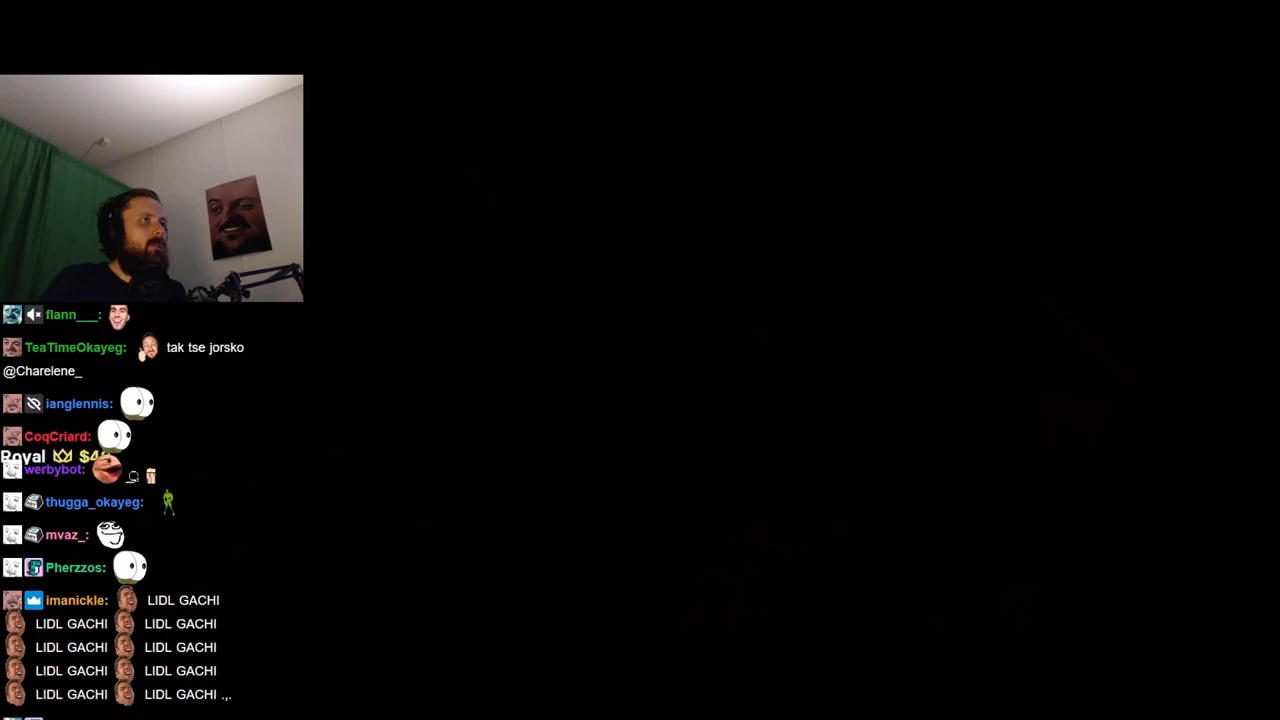 flann___:
TeaTimeOkayeg: tak tse jorsko
@Charelene_
ianglennis:
CoqCriard:
Royal $4
werbybot:
thugga_okayeg:
mvaz_:
Pherzzos:
imanickle: LIDL GACHI
LIDL GACHI LIDL GACHI
LIDL GACHI LIDL GACHI
LIDL GACHI LIDL GACHI
LIDL GACHI LIDL GACHI .,.